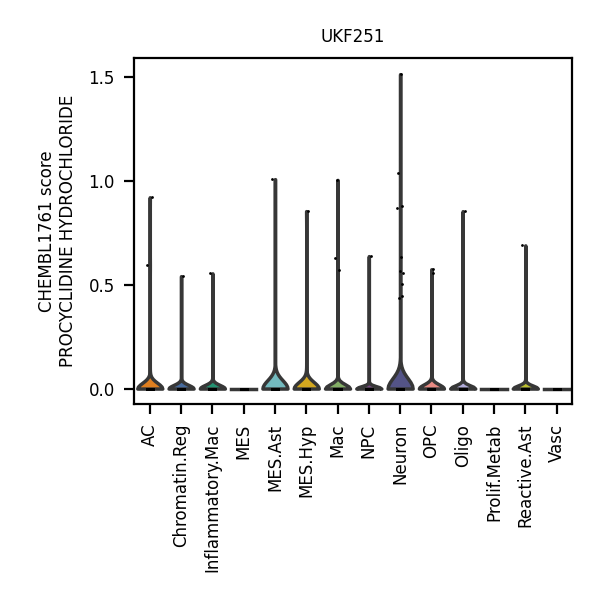 UKF251
CHEMBL1761 score
PROCYCLIDINE HYDROCHLORIDE
1.5
1.0
0.5
0.0
AC
Chromatin.Reg
Inflammatory.Mac
MES
MES.Ast
MES.Hyp
Mac
NPC
Neuron
OPC
Oligo
Prolif.Metab
Reactive.Ast
Vasc